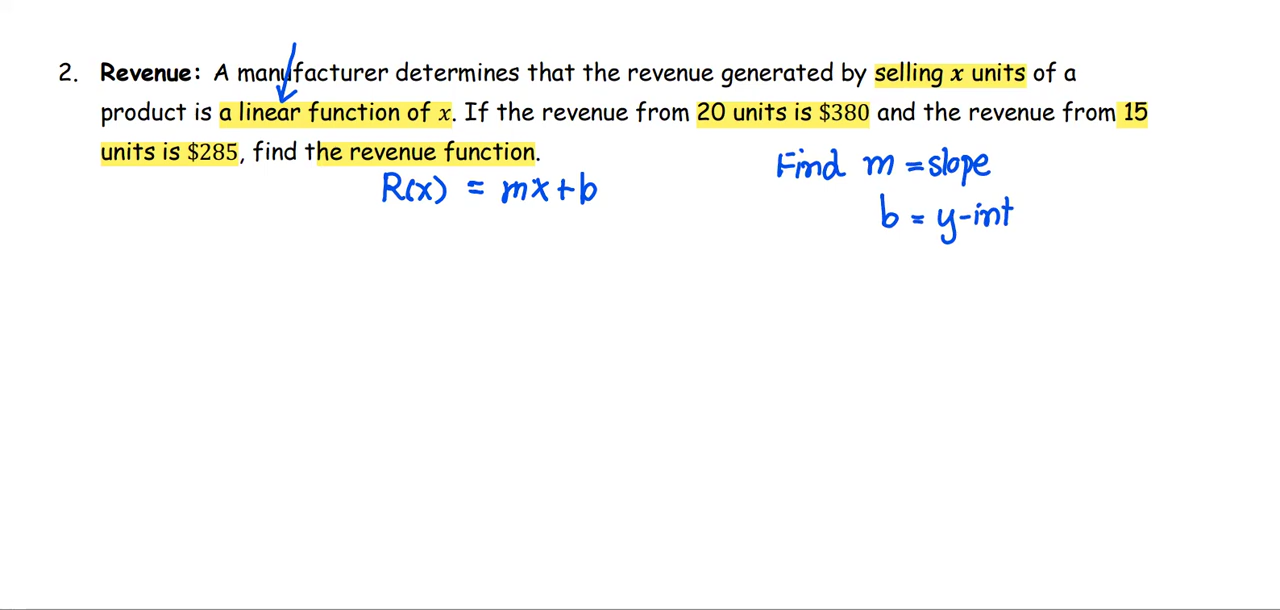 2. Revenue: A manufacturer determines that the revenue generated by selling x units of a
product is a linear function of x. If the revenue from 20 units is $380 and the revenue from 15
units is $285, find the revenue function.
Find m = slope
R(x) = mx + b
b = y-int